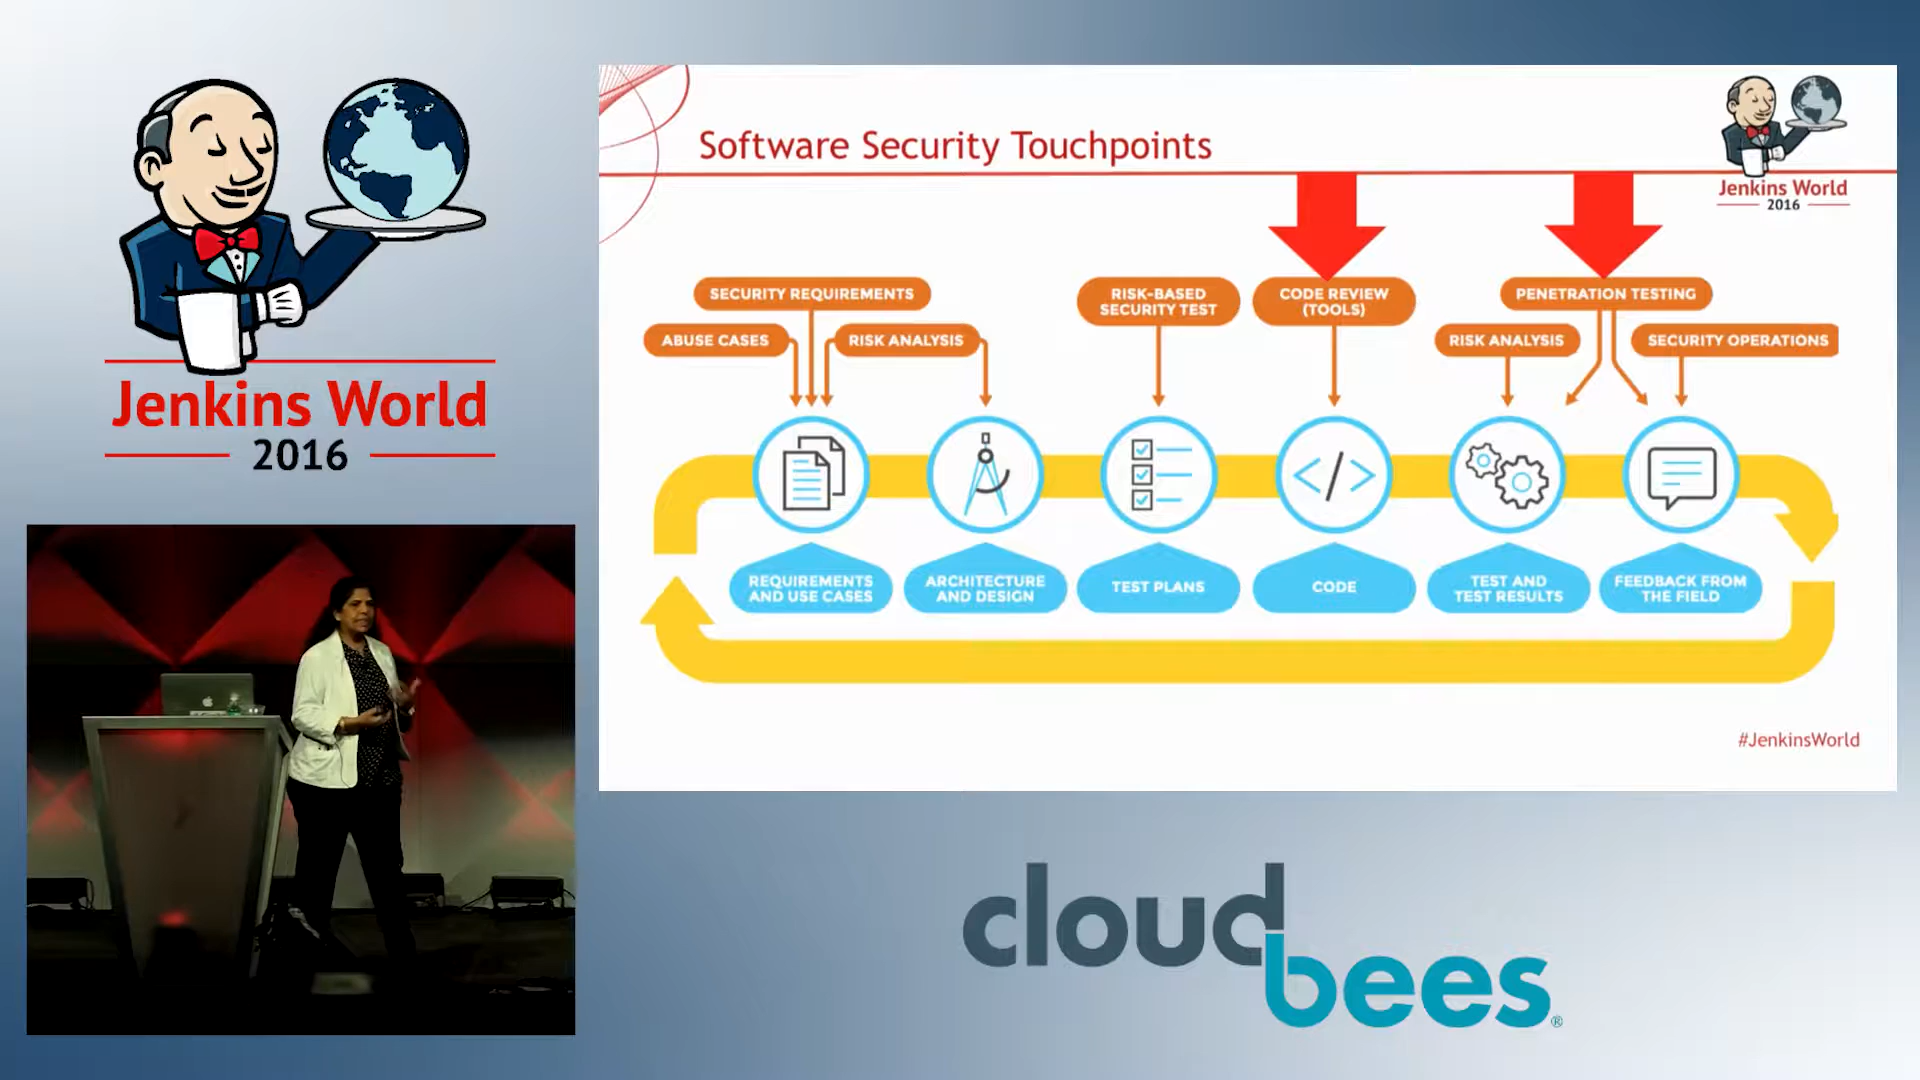 Jenkins World
2016
Software Security Touchpoints
Jenkins World
2016
SECURITY REQUIREMENTS
ABUSE CASES
RISK ANALYSIS
RISK-BASED
SECURITY TEST
CODE REVIEW
(TOOLS)
PENETRATION TESTING
RISK ANALYSIS
SECURITY OPERATIONS
REQUIREMENTS
AND USE CASES
ARCHITECTURE
AND DESIGN
TEST PLANS
CODE
TEST AND
TEST RESULTS
FEEDBACK FROM
THE FIELD
#JenkinsWorld
cloud
bees®